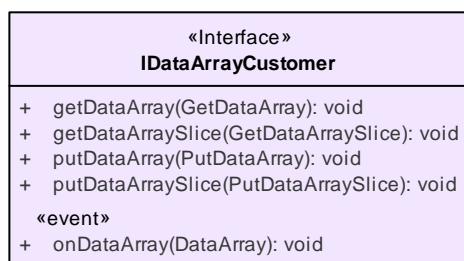 «Interface»
IDataArrayCustomer
+ getDataArray(GetDataArray): void
+ getDataArraySlice(GetDataArraySlice): void
+ putDataArray(PutDataArray): void
+ putDataArraySlice(PutDataArraySlice): void
«event»
+ onDataArray(DataArray): void